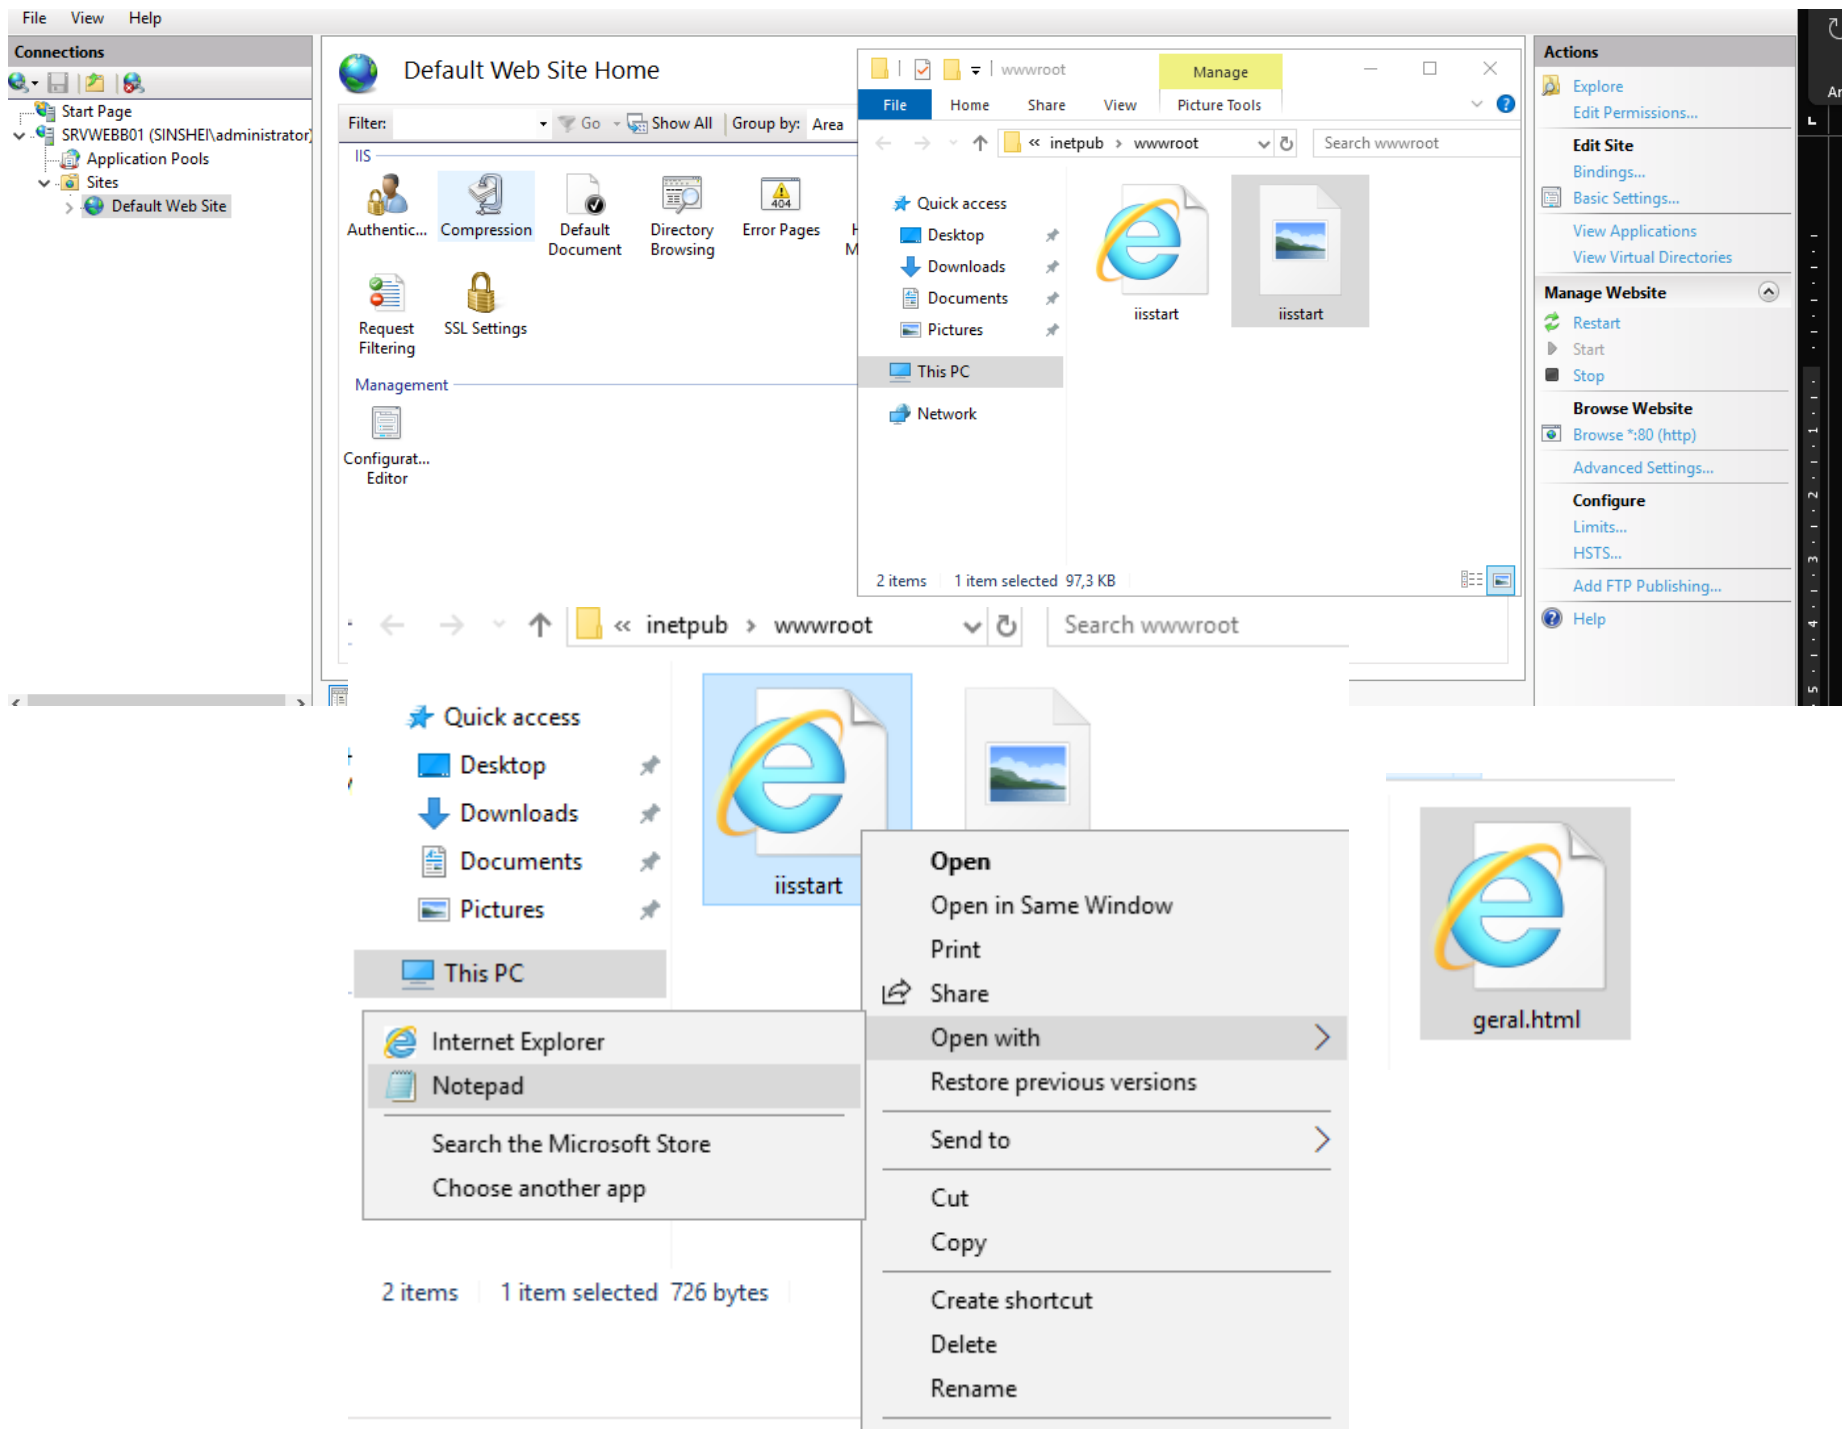 File View Help
Connections
Start Page
SRVWEBB01 (SINSHEI\administrator)
Application Pools
Sites
Default Web Site
Default Web Site Home
Filter: Go Show All Group by: Area
IIS
Authentic... Compression Default Document Directory Browsing Error Pages
404
Request Filtering SSL Settings
Management
Configurat... Editor
wwwroot Manage
File Home Share View Picture Tools
« inetpub > wwwroot Search wwwroot
Quick access
Desktop
Downloads
Documents
Pictures
This PC
Network
iisstart iisstart
2 items 1 item selected 97,3 KB
Actions
Explore
Edit Permissions...
Edit Site
Bindings...
Basic Settings...
View Applications
View Virtual Directories
Manage Website
Restart
Start
Stop
Browse Website
Browse *:80 (http)
Advanced Settings...
Configure
Limits...
HSTS...
Add FTP Publishing...
Help
« inetpub > wwwroot Search wwwroot
Quick access
Desktop
Downloads
Documents
Pictures
This PC
iisstart
Open
Open in Same Window
Print
Share
Open with
Restore previous versions
Send to
Cut
Copy
Create shortcut
Delete
Rename
Internet Explorer
Notepad
Search the Microsoft Store
Choose another app
2 items 1 item selected 726 bytes
geral.html